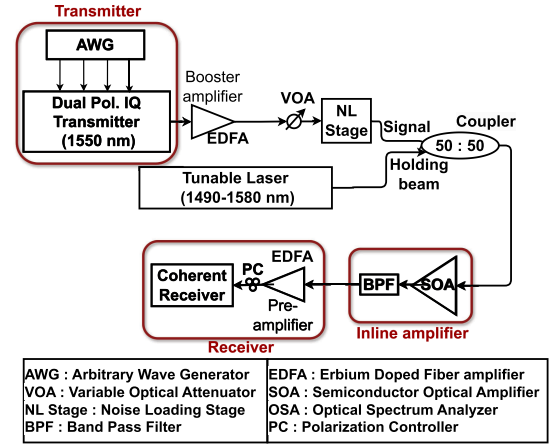 Transmitter
AWG
Dual Pol. IQ
Transmitter
(1550 nm)
Booster
amplifier
EDFA
VOA
NL
Stage
Signal
Coupler
50 : 50
Holding
beam
Tunable Laser
(1490-1580 nm)
EDFA
PC
Coherent
Receiver
Pre-
amplifier
BPF
SOA
Receiver
Inline amplifier
AWG : Arbitrary Wave Generator
VOA : Variable Optical Attenuator
NL Stage : Noise Loading Stage
BPF : Band Pass Filter
EDFA : Erbium Doped Fiber amplifier
SOA : Semiconductor Optical Amplifier
OSA : Optical Spectrum Analyzer
PC : Polarization Controller